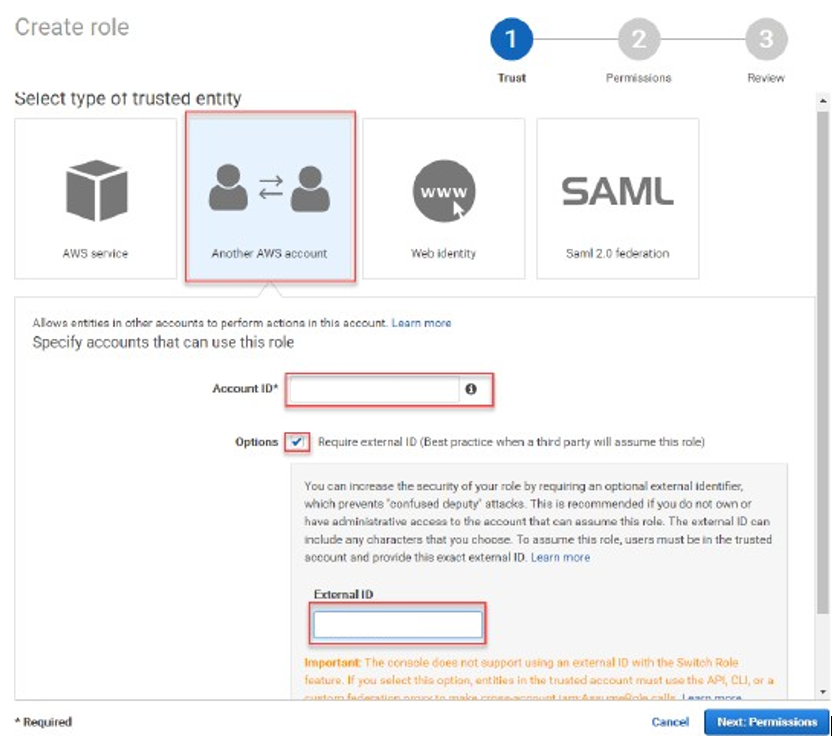 Create role
1
2
3
Trust
Permissions
Review
Select type of trusted entity
www
SAML
AWS service
Another AWS account
Web identity
Saml 2.0 federation
Allows entities in other accounts to perform actions in this account. Learn more
Specify accounts that can use this role
Account ID*
Options
Require external ID (Best practice when a third party will assume this role)
You can increase the security of your role by requiring an optional external identifier,
which prevents "confused deputy" attacks. This is recommended if you do not own or
have administrative access to the account that can assume this role. The external ID can
include any characters that you choose. To assume this role, users must be in the trusted
account and provide this exact external ID. Learn more
External ID
Important: The console does not support using an external ID with the Switch Role
feature. If you select this option, entities in the trusted account must use the API, CLI, or a
custom federation proxy to make cross-account iam:AssumeRole calls. Learn more
* Required
Cancel
Next: Permissions